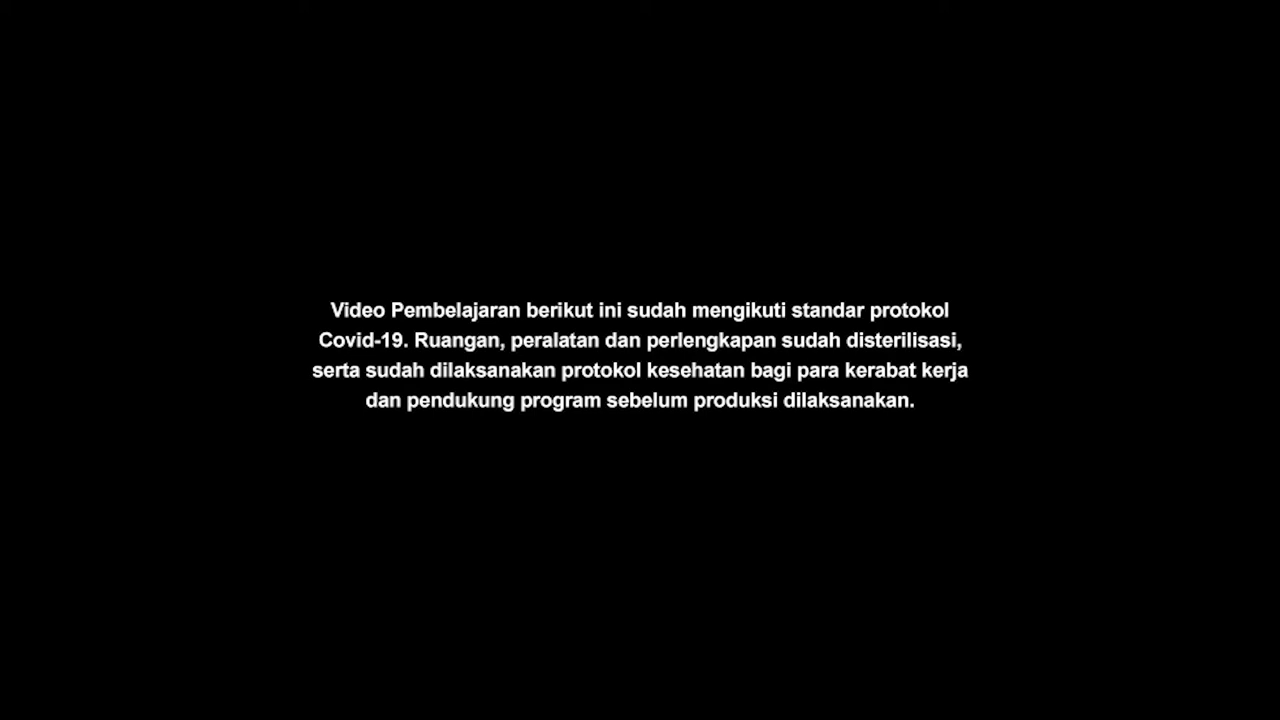 Video Pembelajaran berikut ini sudah mengikuti standar protokol
Covid-19. Ruangan, peralatan dan perlengkapan sudah disterilisasi,
serta sudah dilaksanakan protokol kesehatan bagi para kerabat kerja
dan pendukung program sebelum produksi dilaksanakan.